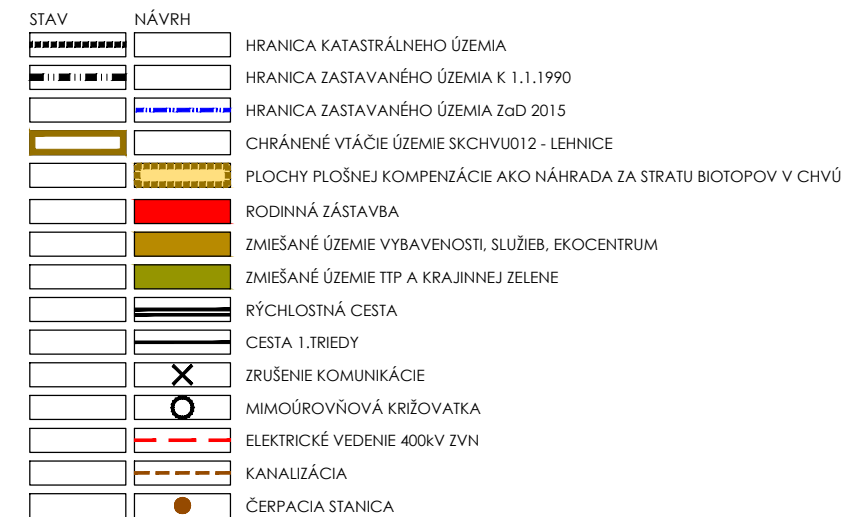 STAV NÁVRH
HRANICA KATASTRÁLNEHO ÚZEMIA
HRANICA ZASTAVANÉHO ÚZEMIA K 1.1.1990
HRANICA ZASTAVANÉHO ÚZEMIA ZaD 2015
CHRÁNENÉ VTÁČIE ÚZEMIE SKCHVU012 - LEHNICE
PLOCHY PLOŠNEJ KOMPENZÁCIE AKO NÁHRADA ZA STRATU BIOTOPOV V CHVÚ
RODINNÁ ZÁSTAVBA
ZMIEŠANÉ ÚZEMIE VYBAVENOSTI, SLUŽIEB, EKOCENTRUM
ZMIEŠANÉ ÚZEMIE TTP A KRAJINNEJ ZELENE
RÝCHLOSTNÁ CESTA
CESTA 1.TRIEDY
ZRUŠENIE KOMUNIKÁCIE
MIMOÚROVŇOVÁ KRIŽOVATKA
ELEKTRICKÉ VEDENIE 400kV ZVN
KANALIZÁCIA
ČERPACIA STANICA